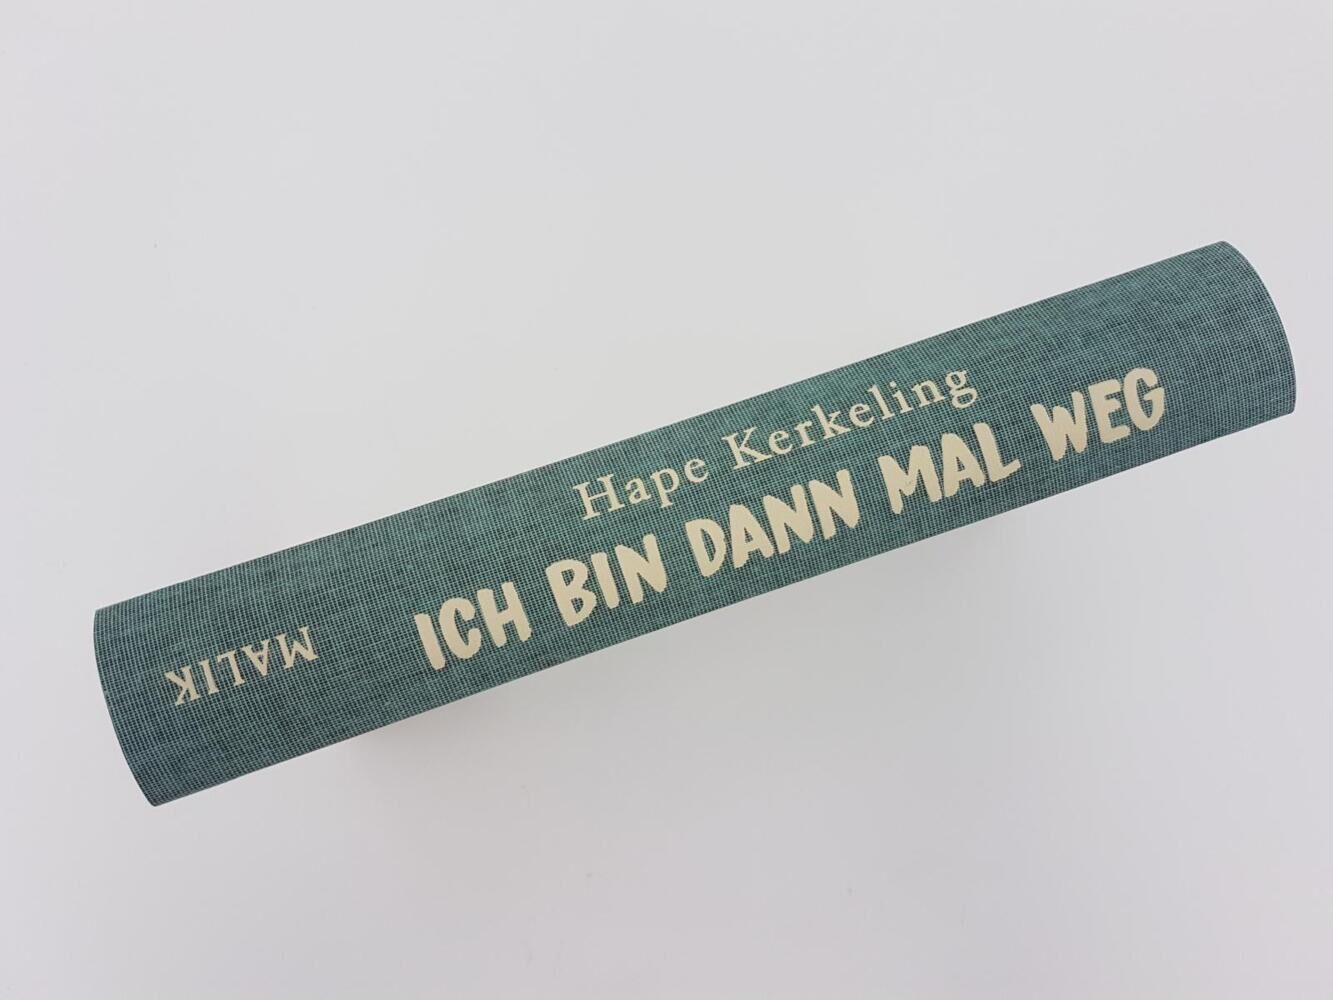 Hape Kerkeling
ICH BIN DANN MAL WEG
MALIK